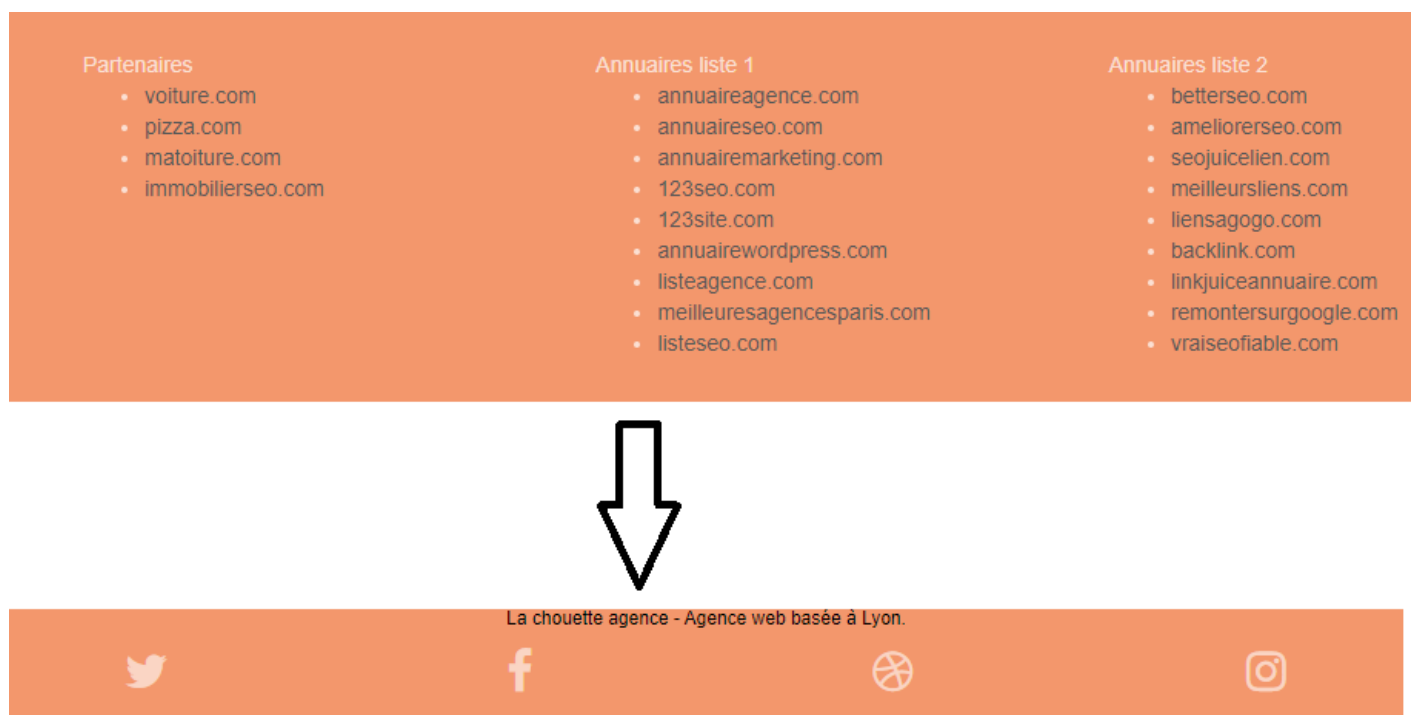 Partenaires
voiture.com
pizza.com
matoiture.com
immobilierseo.com
Annuaires liste 1
annuaireagence.com
annuaireseo.com
annuairemarketing.com
123seo.com
123site.com
annuairewordpress.com
listeagence.com
meilleuresagencesparis.com
listeseo.com
Annuaires liste 2
betterseo.com
ameliorerseo.com
seojuicelien.com
meilleursliens.com
liensagogo.com
backlink.com
linkjuiceannuaire.com
remontersurgoogle.com
vraiseofiable.com
La chouette agence - Agence web basée à Lyon.